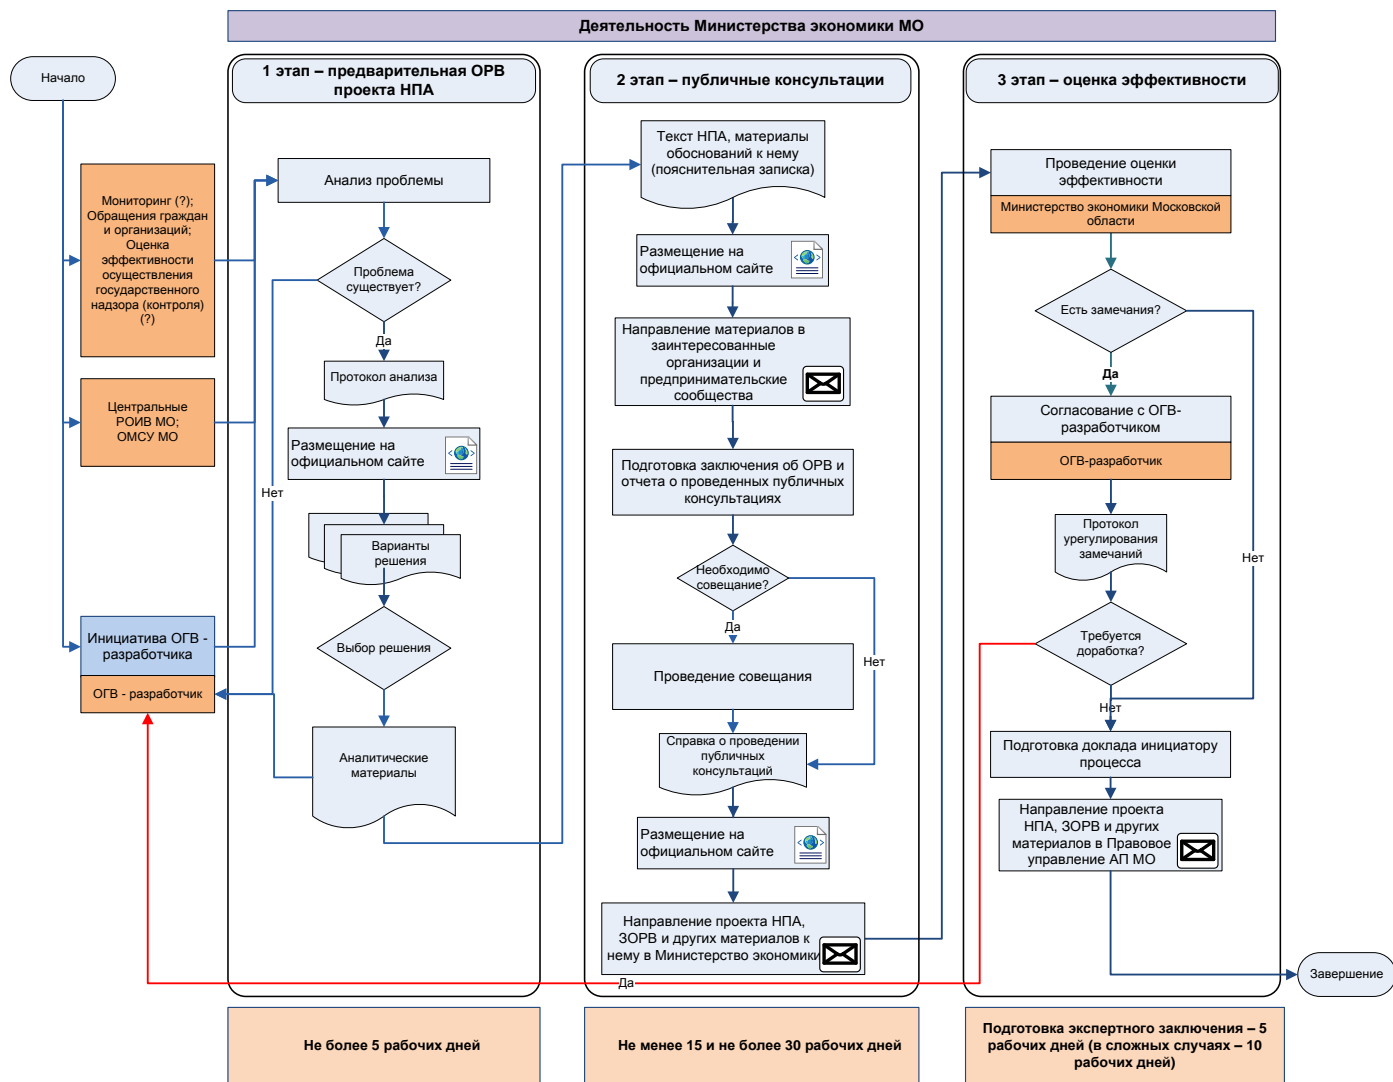 Деятельность Министерства экономики МО
Начало
Мониторинг (?);
Обращения граждан
и организаций;
Оценка
эффективности
осуществления
государственного
надзора (контроля)
(?)
Центральные
РОИВ МО;
ОМСУ МО
Инициатива ОГВ -
разработчика
ОГВ - разработчик
1 этап – предварительная ОРВ
проекта НПА
Анализ проблемы
Проблема
существует?
Да
Нет
Протокол анализа
Размещение на
официальном сайте
Варианты
решения
Выбор решения
Аналитические
материалы
Не более 5 рабочих дней
2 этап – публичные консультации
Текст НПА, материалы
обоснований к нему
(пояснительная записка)
Размещение на
официальном сайте
Направление материалов в
заинтересованные
организации и
предпринимательские
сообщества
Подготовка заключения об ОРВ и
отчета о проведенных публичных
консультациях
Необходимо
совещание?
Да
Нет
Проведение совещания
Справка о проведении
публичных
консультаций
Размещение на
официальном сайте
Направление проекта НПА,
ЗОРВ и других материалов к
нему в Министерство экономики
Да
Не менее 15 и не более 30 рабочих дней
3 этап – оценка эффективности
Проведение оценки
эффективности
Министерство экономики Московской
области
Есть замечания?
Да
Нет
Согласование с ОГВ-
разработчиком
ОГВ-разработчик
Протокол
урегулирования
замечаний
Требуется
доработка?
Нет
Подготовка доклада инициатору
процесса
Направление проекта
НПА, ЗОРВ и других
материалов в Правовое
управление АП МО
Завершение
Подготовка экспертного заключения – 5
рабочих дней (в сложных случаях – 10
рабочих дней)